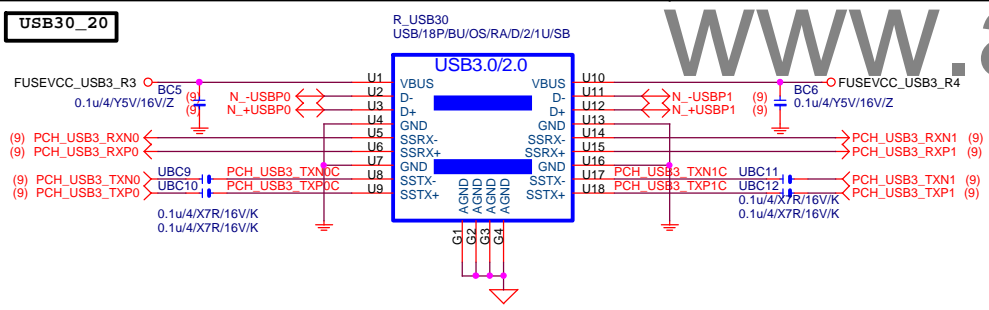 USB30_20
R_USB30
USB/18P/BU/OS/RA/D/2/1U/SB
www.a
USB3.0/2.0
FUSEVCC_USB3_R3
U1
VBUS
VBUS
U10
FUSEVCC_USB3_R4
BC5
0.1u/4/Y5V/16V/Z
(9)
(9)
N_-USBP0
N_+USBP0
U2
U3
D-
D+
D-
D+
U11
U12
N_-USBP1
N_+USBP1
(9)
(9)
BC6
0.1u/4/Y5V/16V/Z
U4
GND
GND
U13
(9) PCH_USB3_RXN0
U5
SSRX-
SSRX-
U14
PCH_USB3_RXN1 (9)
(9) PCH_USB3_RXP0
U6
SSRX+
SSRX+
U15
PCH_USB3_RXP1 (9)
U7
GND
GND
U16
(9) PCH_USB3_TXN0
UBC9
PCH_USB3_TXN0C
U8
SSTX-
SSTX-
U17
PCH_USB3_TXN1C
UBC11
PCH_USB3_TXN1 (9)
(9) PCH_USB3_TXP0
UBC10
PCH_USB3_TXP0C
U9
SSTX+
SSTX+
U18
PCH_USB3_TXP1C
UBC12
PCH_USB3_TXP1 (9)
0.1u/4/X7R/16V/K
0.1u/4/X7R/16V/K
0.1u/4/X7R/16V/K
0.1u/4/X7R/16V/K
AGND
AGND
AGND
AGND
G1
G2
G3
G4